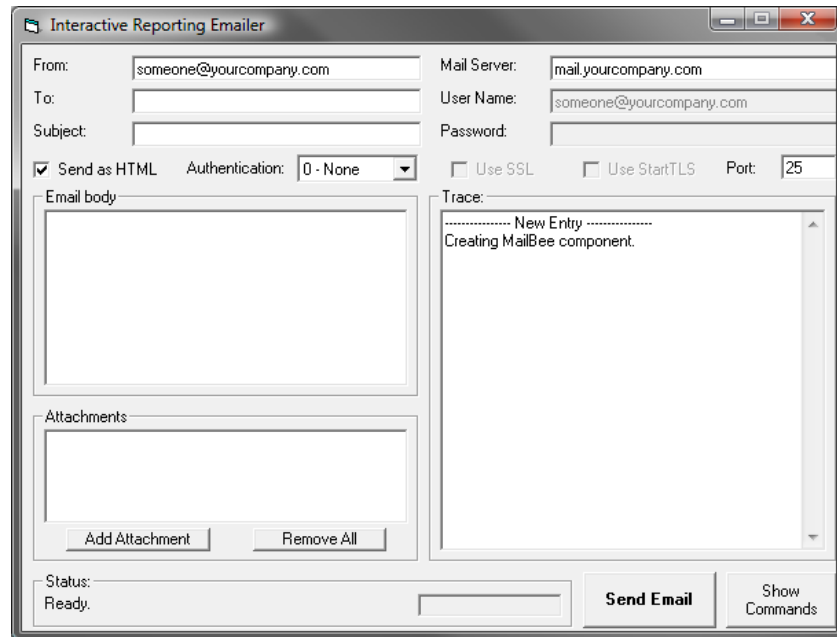 Interactive Reporting Emailer
From: someone@yourcompany.com
Mail Server: mail.yourcompany.com
To:
User Name: someone@yourcompany.com
Subject:
Password:
Send as HTML Authentication: 0 - None Use SSL Use StartTLS Port: 25
Email body
Trace:
---------------- New Entry ----------------
Creating MailBee component.
Attachments
Add Attachment Remove All
Status:
Ready.
Send Email
Show
Commands